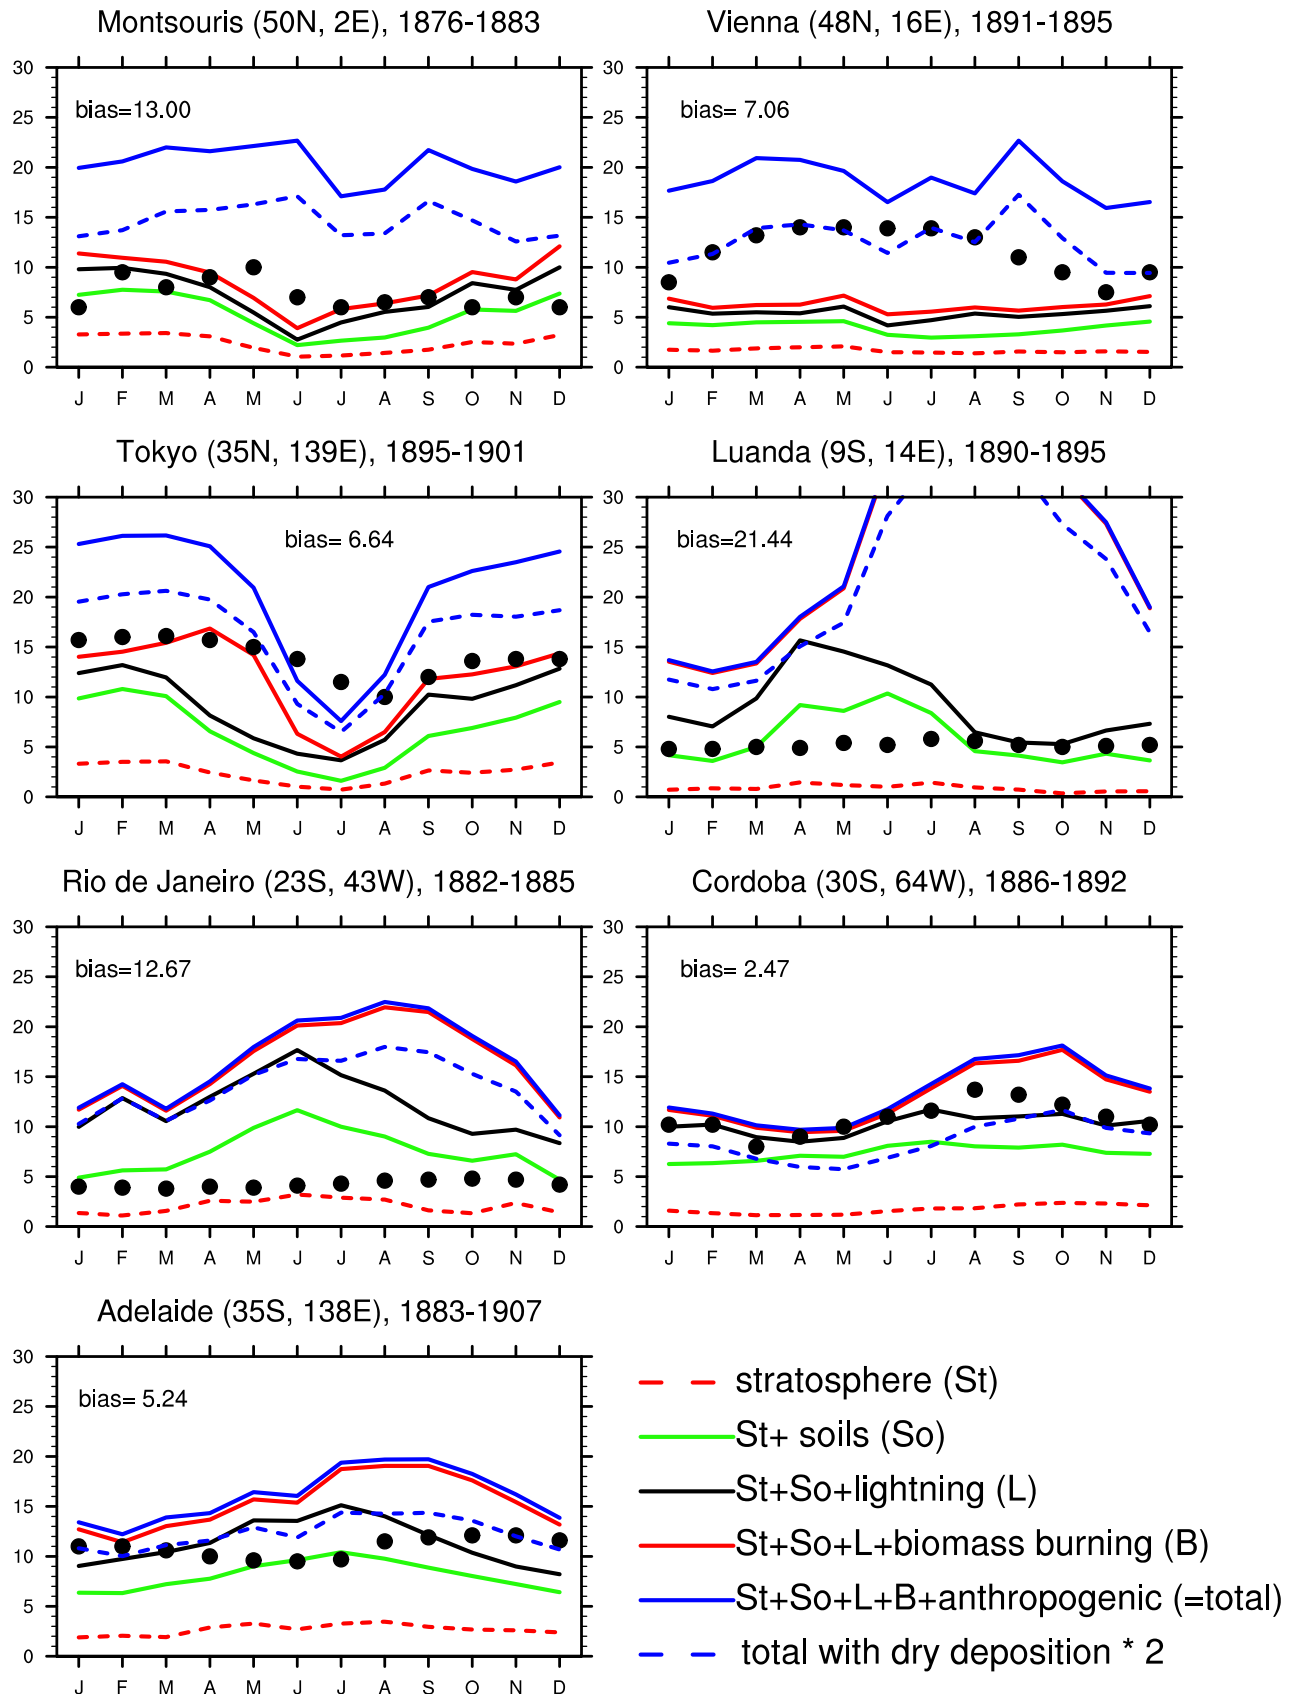 Montsouris (50N, 2E), 1876-1883
30
25
20
15
10
5
0
bias=13.00
J F M A M J J A S O N D
Vienna (48N, 16E), 1891-1895
30
25
20
15
10
5
0
bias= 7.06
J F M A M J J A S O N D
Tokyo (35N, 139E), 1895-1901
30
25
20
15
10
5
0
bias= 6.64
J F M A M J J A S O N D
Luanda (9S, 14E), 1890-1895
30
25
20
15
10
5
0
bias=21.44
J F M A M J J A S O N D
Rio de Janeiro (23S, 43W), 1882-1885
30
25
20
15
10
5
0
bias=12.67
J F M A M J J A S O N D
Cordoba (30S, 64W), 1886-1892
30
25
20
15
10
5
0
bias= 2.47
J F M A M J J A S O N D
Adelaide (35S, 138E), 1883-1907
30
25
20
15
10
5
0
bias= 5.24
J F M A M J J A S O N D
stratosphere (St)
St+ soils (So)
St+So+lightning (L)
St+So+L+biomass burning (B)
St+So+L+B+anthropogenic (=total)
total with dry deposition * 2